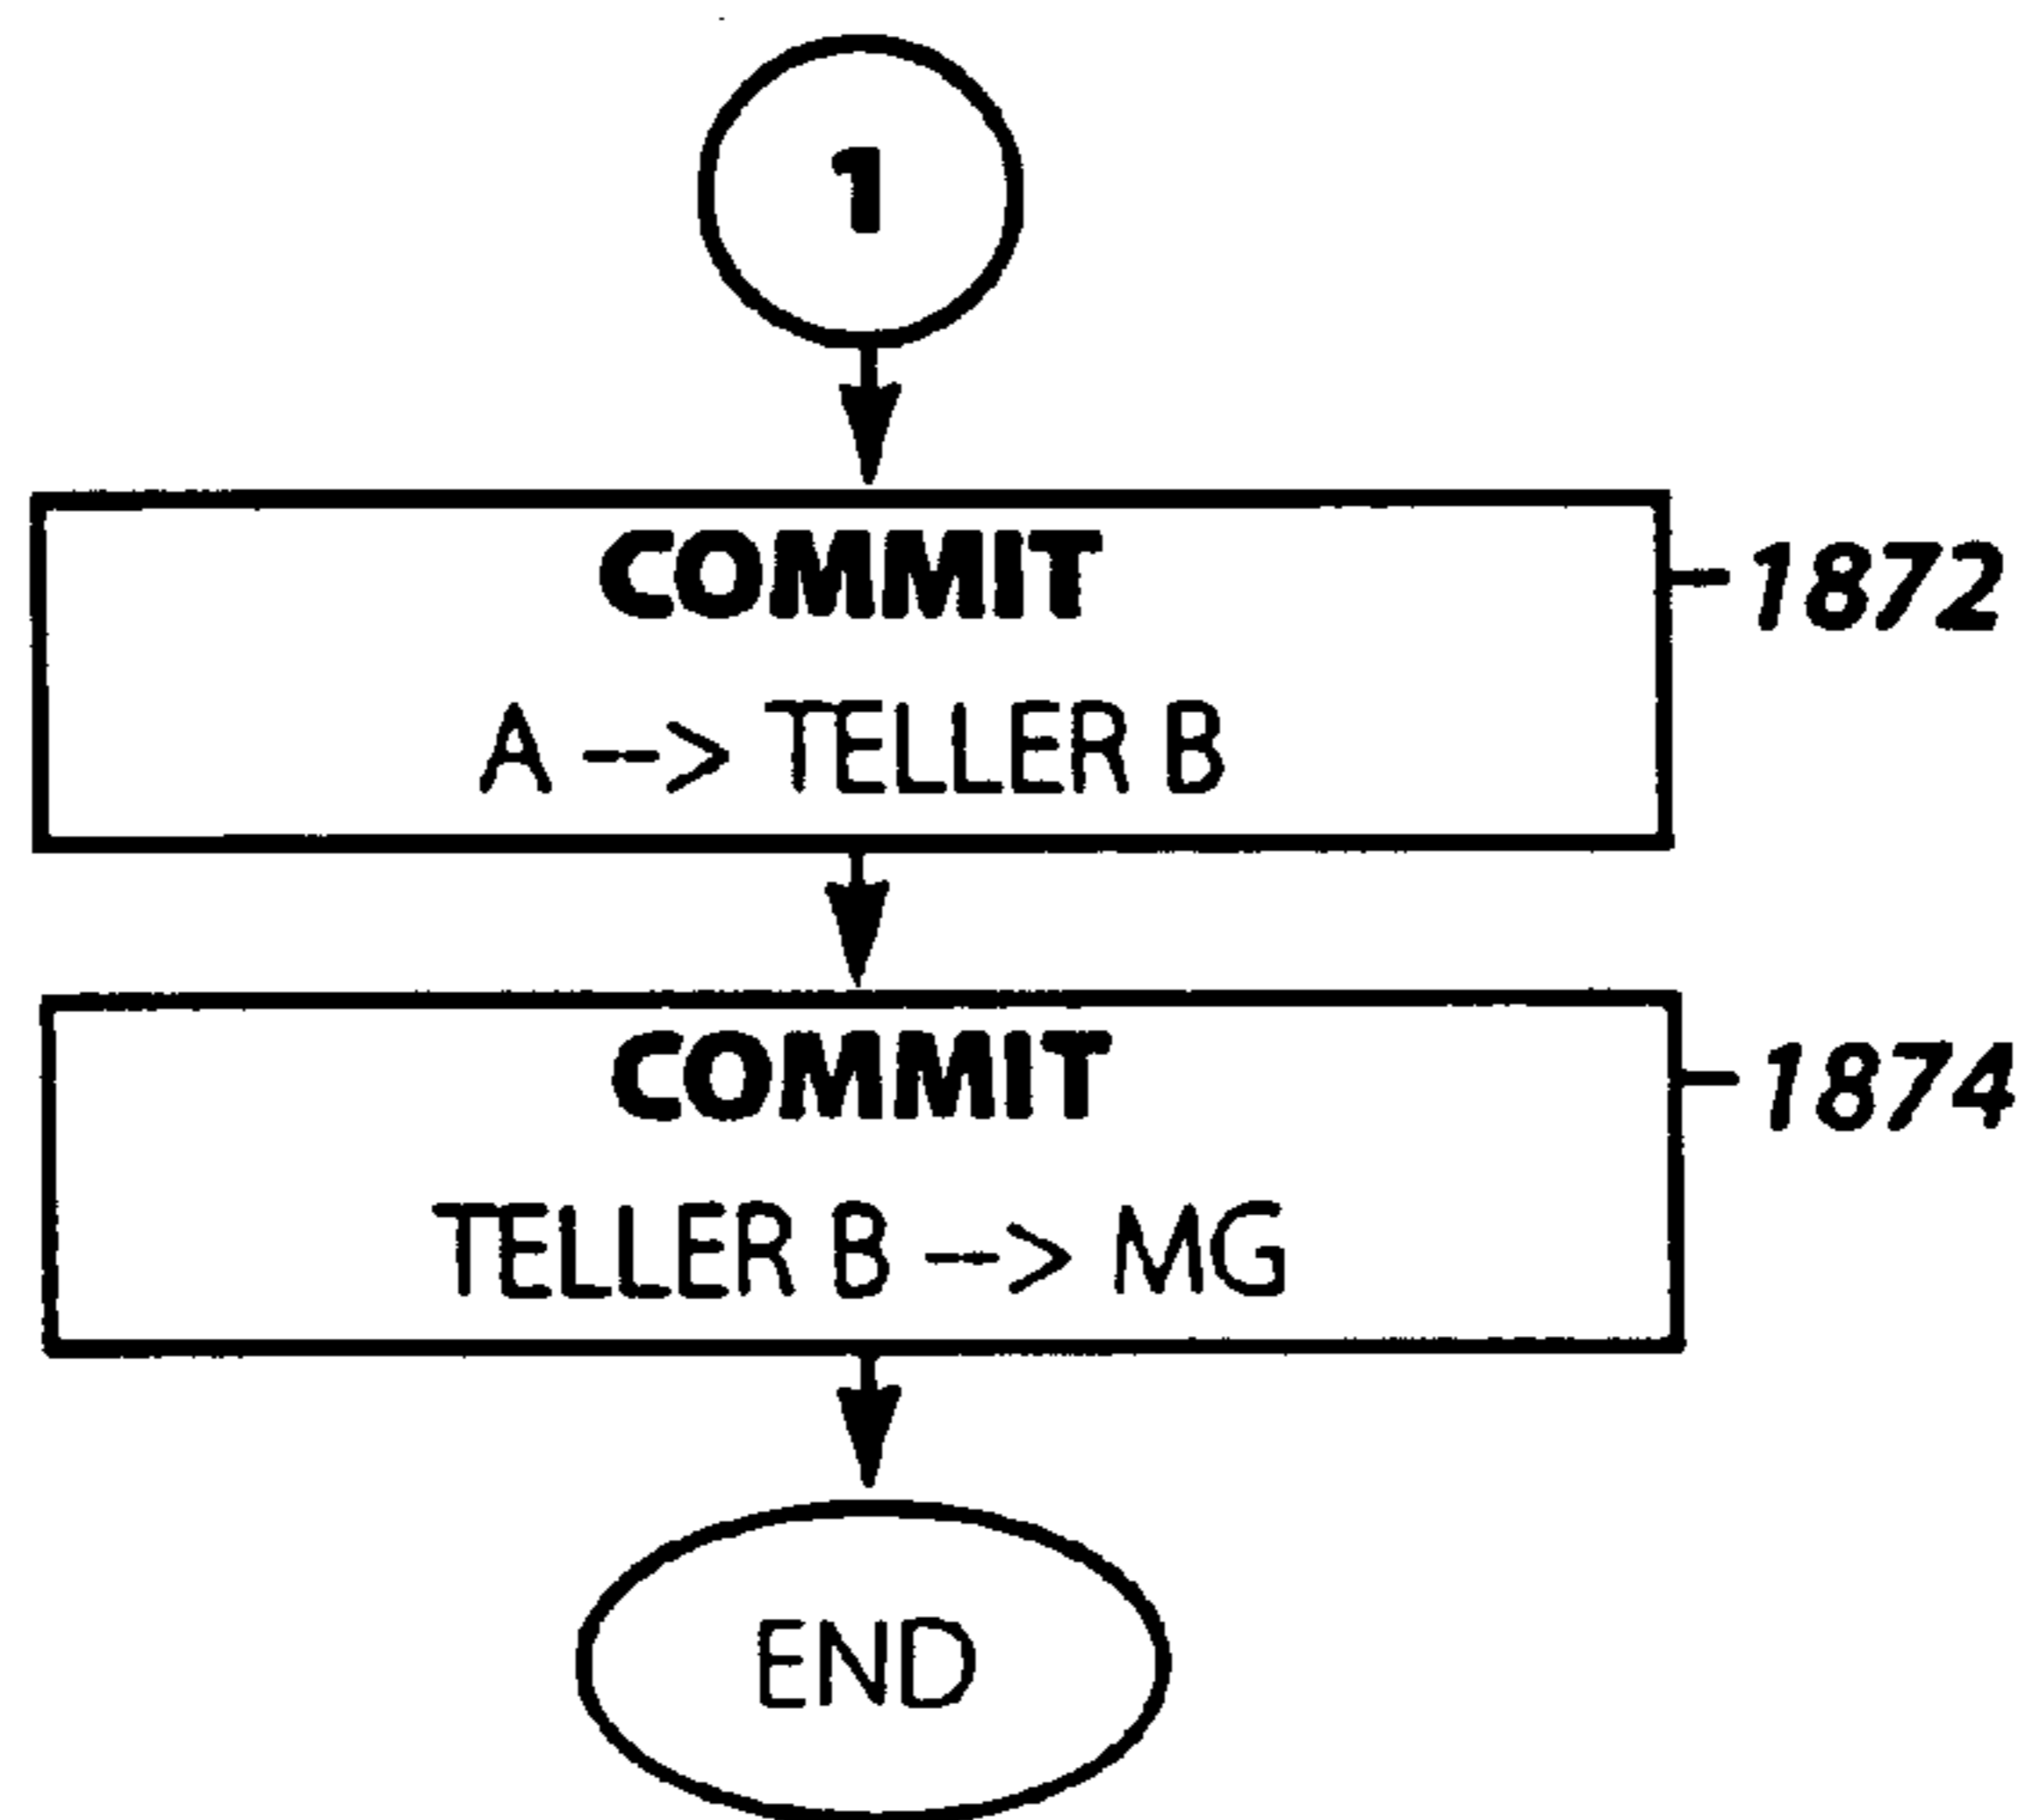 1
COMMIT
1872
A --> TELLER B
COMMIT
1874
TELLER B --> MG
END